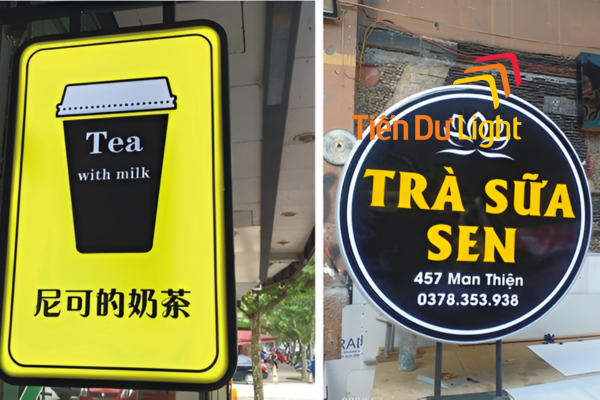 Tea
with milk
尼可的奶茶
Tiến Dư Light
TRÀ SỮA
SEN
457 Man Thiện
0378.353.938